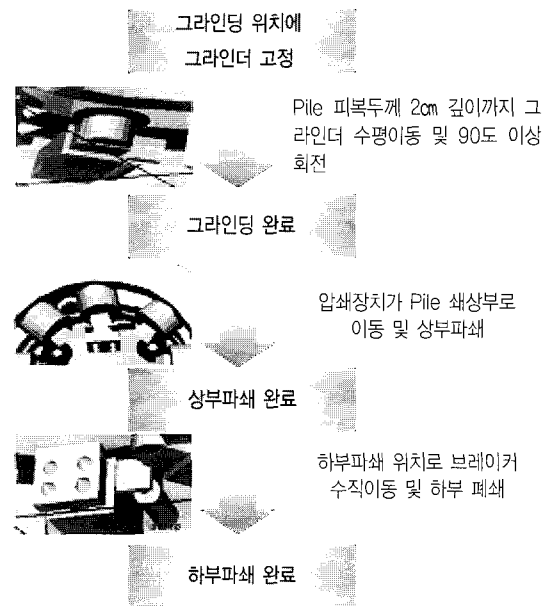 그라인딩 위치에
그라인더 고정
Pile 피복두께 2cm 깊이까지 그
라인더 수평이동 및 90도 이상
회전
그라인딩 완료
압쇄장치가 Pile 쇄상부로
이동 및 상부파쇄
상부파쇄 완료
하부파쇄 위치로 브레이커
수직이동 및 하부 폐쇄
하부파쇄 완료